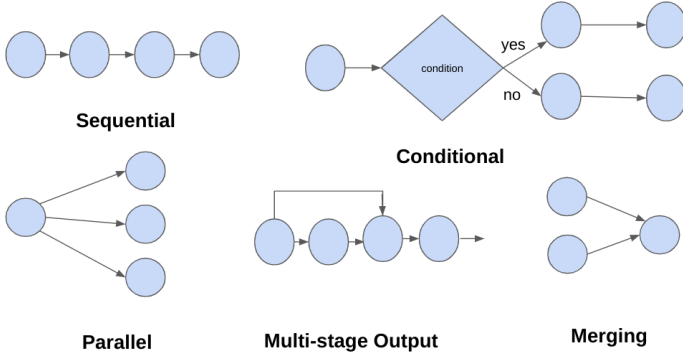 condition
yes
no
Sequential
Conditional
Parallel
Multi-stage Output
Merging